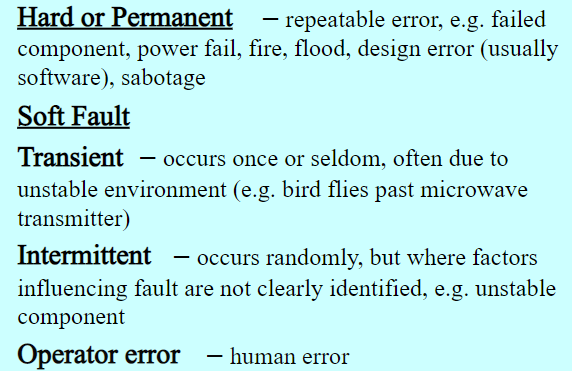 Hard or Permanent – repeatable error, e.g. failed
component, power fail, fire, flood, design error (usually
software), sabotage
Soft Fault
Transient – occurs once or seldom, often due to
unstable environment (e.g. bird flies past microwave
transmitter)
Intermittent – occurs randomly, but where factors
influencing fault are not clearly identified, e.g. unstable
component
Operator error – human error